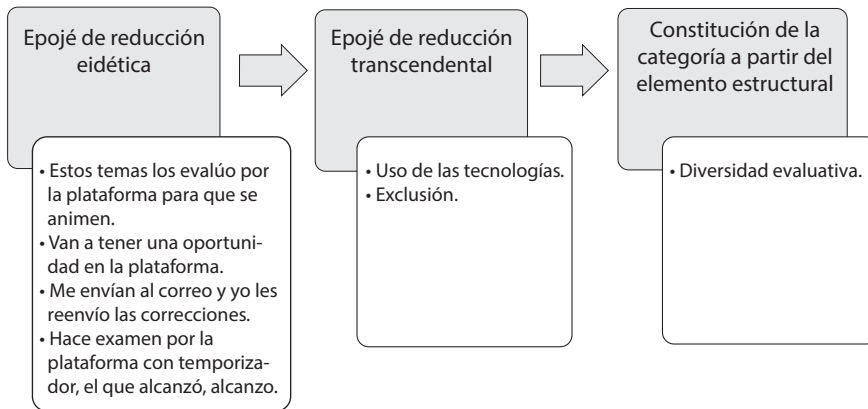 Epojé de reducción
eidética
• Estos temas los evalúo por
la plataforma para que se
animen.
• Van a tener una oportuni-
dad en la plataforma.
• Me envían al correo y yo les
reenvío las correcciones.
• Hace examen por la
plataforma con temporiza-
dor, el que alcanzó, alcanzo.
Epojé de reducción
transcendental
• Uso de las tecnologías.
• Exclusión.
Constitución de la
categoría a partir del
elemento estructural
• Diversidad evaluativa.